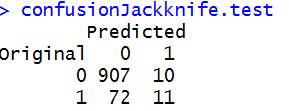 > confusionJackknife.test
Predicted
Original 0 1
0 907 10
1 72 11